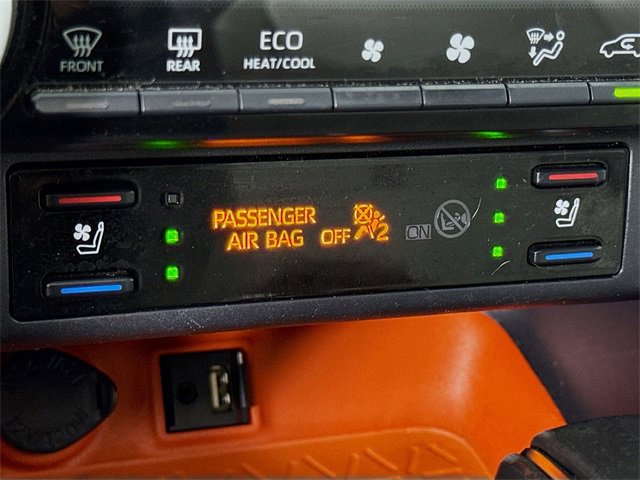 FRONT
REAR
ECO
HEAT/COOL
PASSENGER
AIR BAG OFF 2 ON